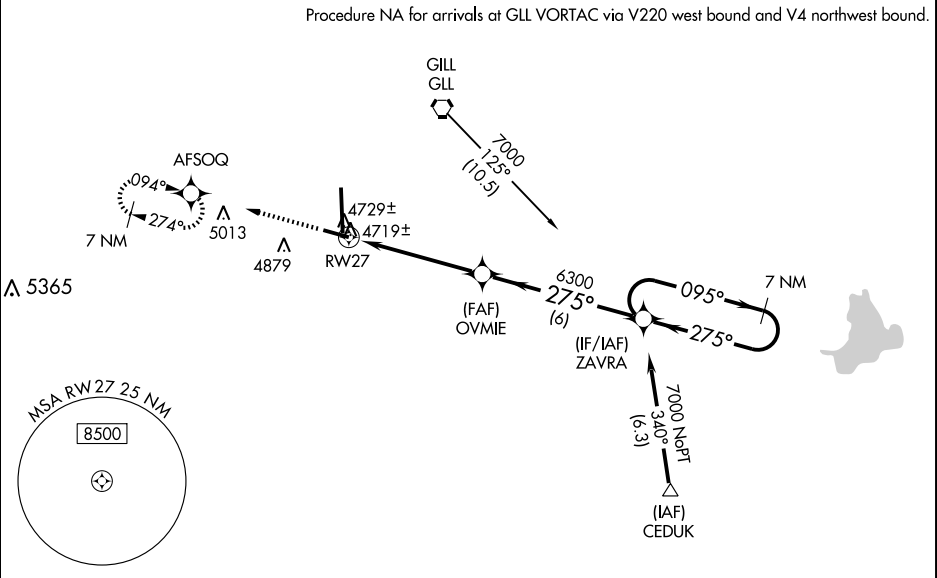 Procedure NA for arrivals at GLL VORTAC via V220 west bound and V4 northwest bound.
GILL
GLL
7000
125°
(10.5)
AFSOQ
094°
274°
7 NM
5013
4879
4729±
4719±
RW27
5365
(FAF)
OVMIE
6300
275°
(6)
(IF/IAF)
ZAVRA
095°
275°
7 NM
7000 NoPT
340°
(6.3)
(IAF)
CEDUK
MSA RW27 25 NM
8500